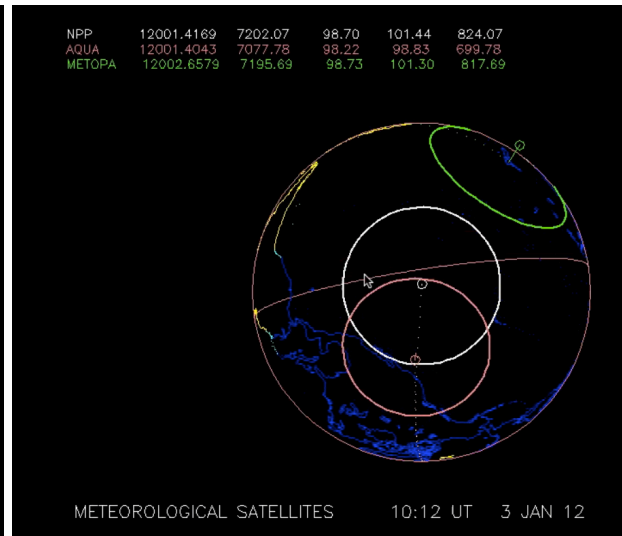 NPP 12001.4169 7202.07 98.70 101.44 824.07
AQUA 12001.4043 7077.78 98.22 98.83 699.78
METOPA 12002.6579 7195.69 98.73 101.30 817.69
METEOROLOGICAL SATELLITES 10:12 UT 3 JAN 12